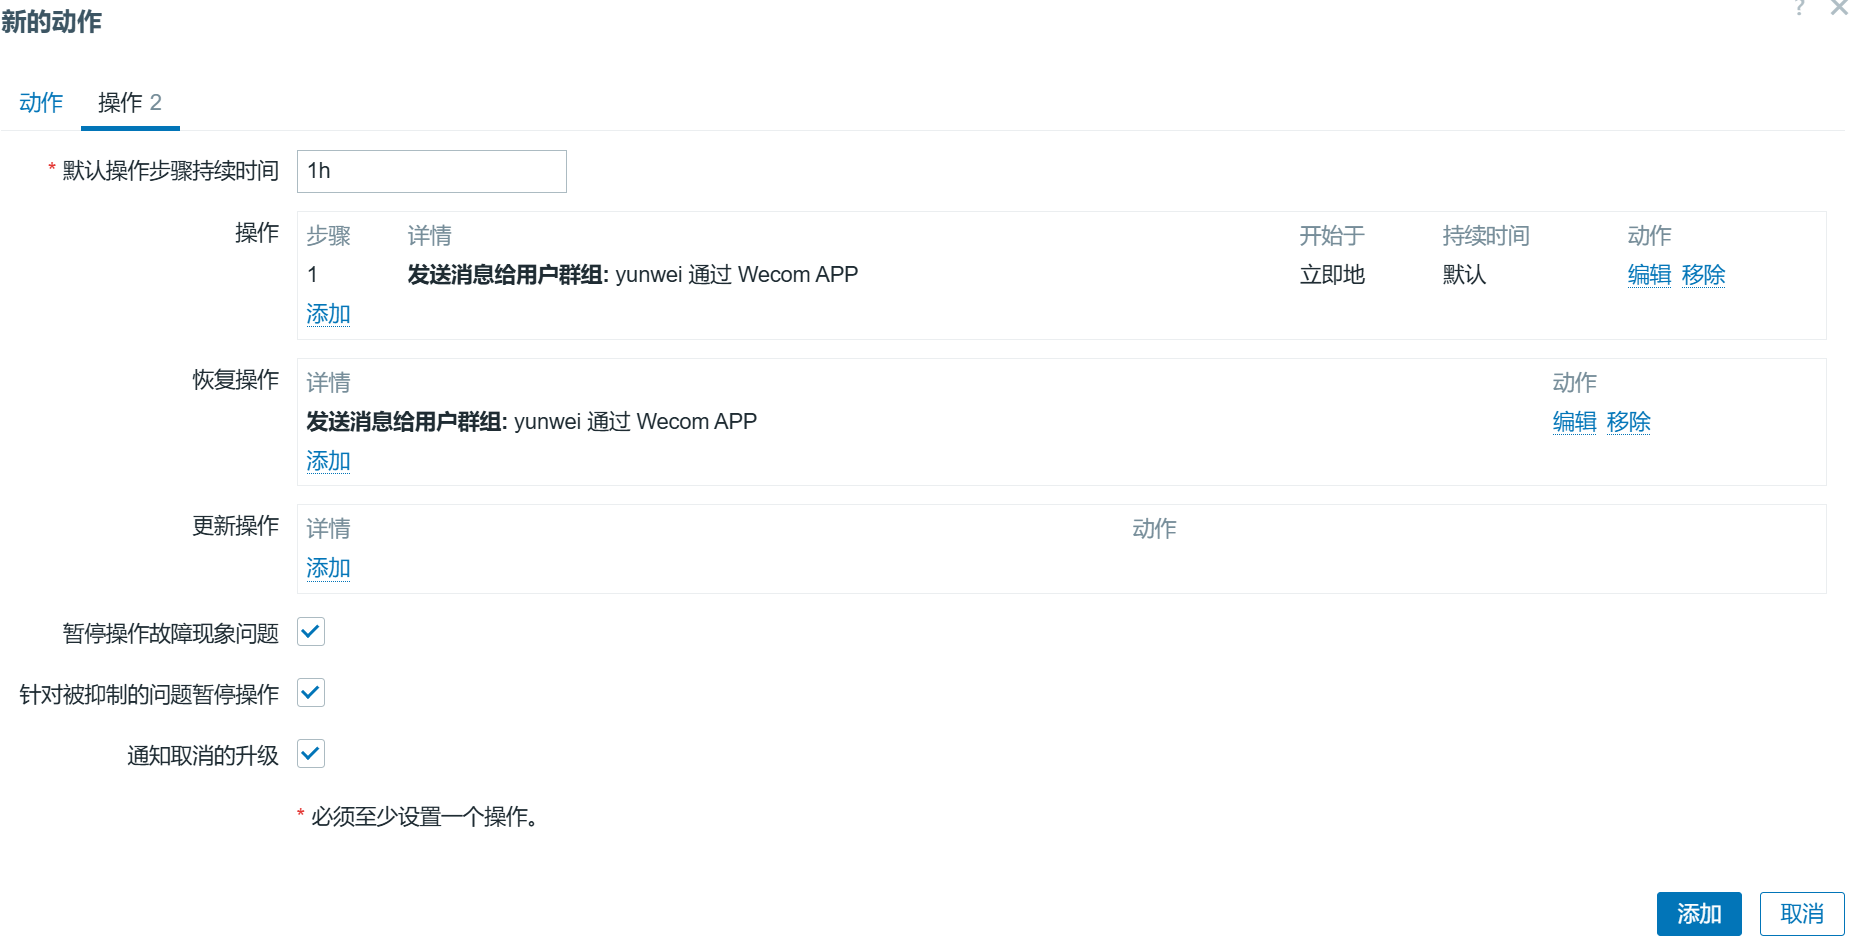 新的动作
?
动作 操作 2
* 默认操作步骤持续时间 1h
操作 步骤 详情 开始于 持续时间 动作
1 发送消息给用户群组: yunwei 通过 Wecom APP 立即地 默认 编辑 移除
添加
恢复操作 详情 动作
发送消息给用户群组: yunwei 通过 Wecom APP 编辑 移除
添加
更新操作 详情 动作
添加
暂停操作故障现象问题
针对被抑制的问题暂停操作
通知取消的升级
* 必须至少设置一个操作。
添加 取消